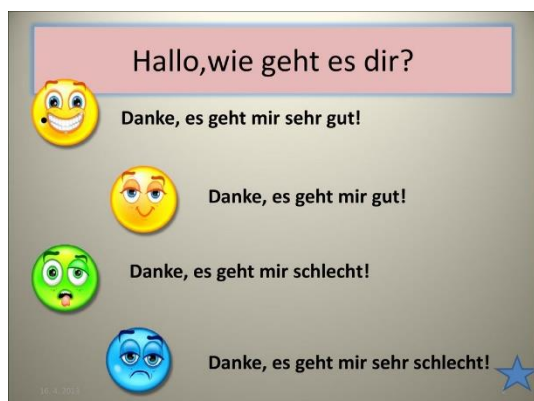 Hallo,wie geht es dir?
Danke, es geht mir sehr gut!
Danke, es geht mir gut!
Danke, es geht mir schlecht!
Danke, es geht mir sehr schlecht!